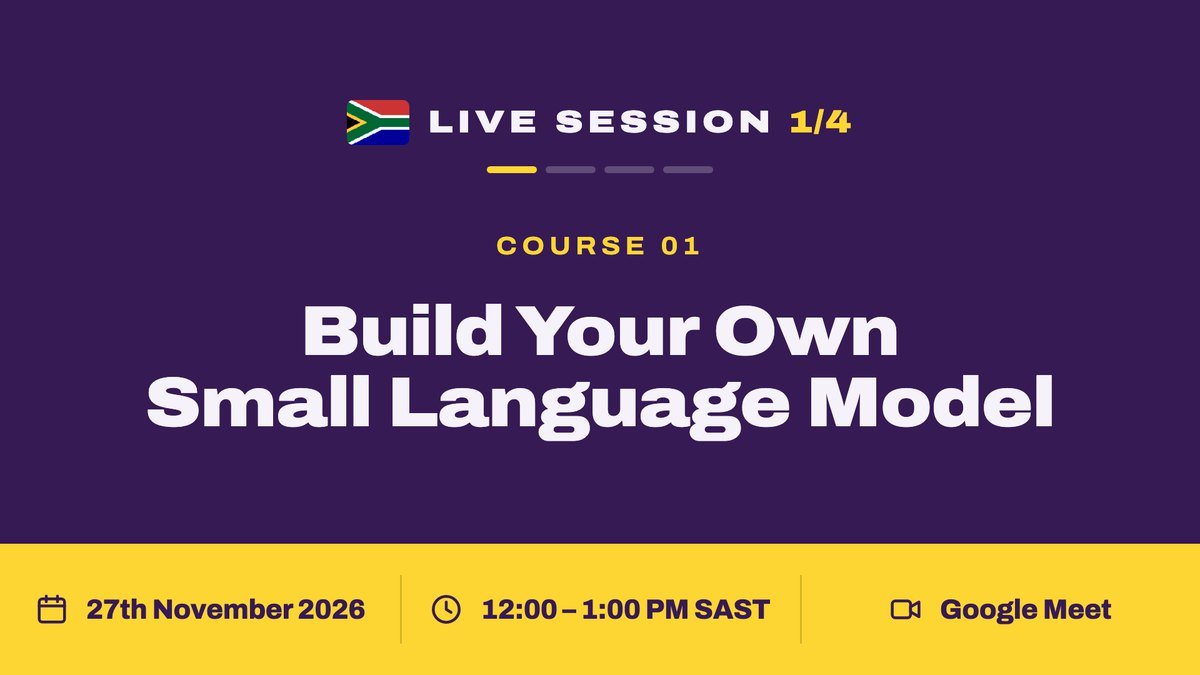 LIVE SESSION 1/4
COURSE 01
Build Your Own
Small Language Model
27th November 2026
12:00 – 1:00 PM SAST
Google Meet